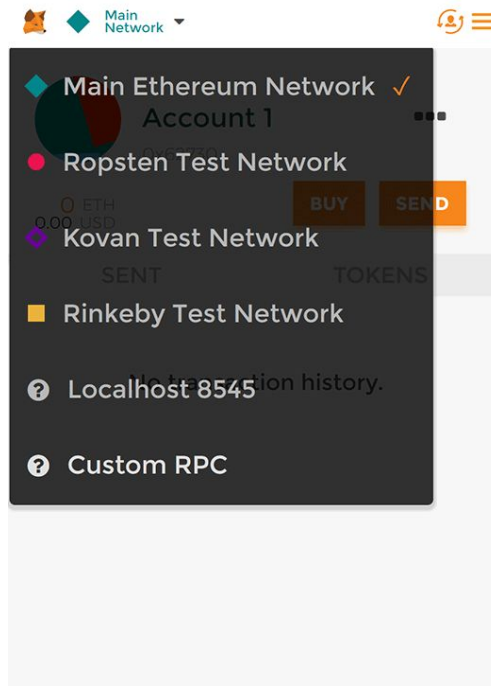 Main
Network
Main Ethereum Network
Account 1
Ropsten Test Network
0 ETH
BUY
SEND
0.00 USD
Kovan Test Network
SENT
TOKENS
Rinkeby Test Network
No transaction history.
Localhost 8545
Custom RPC